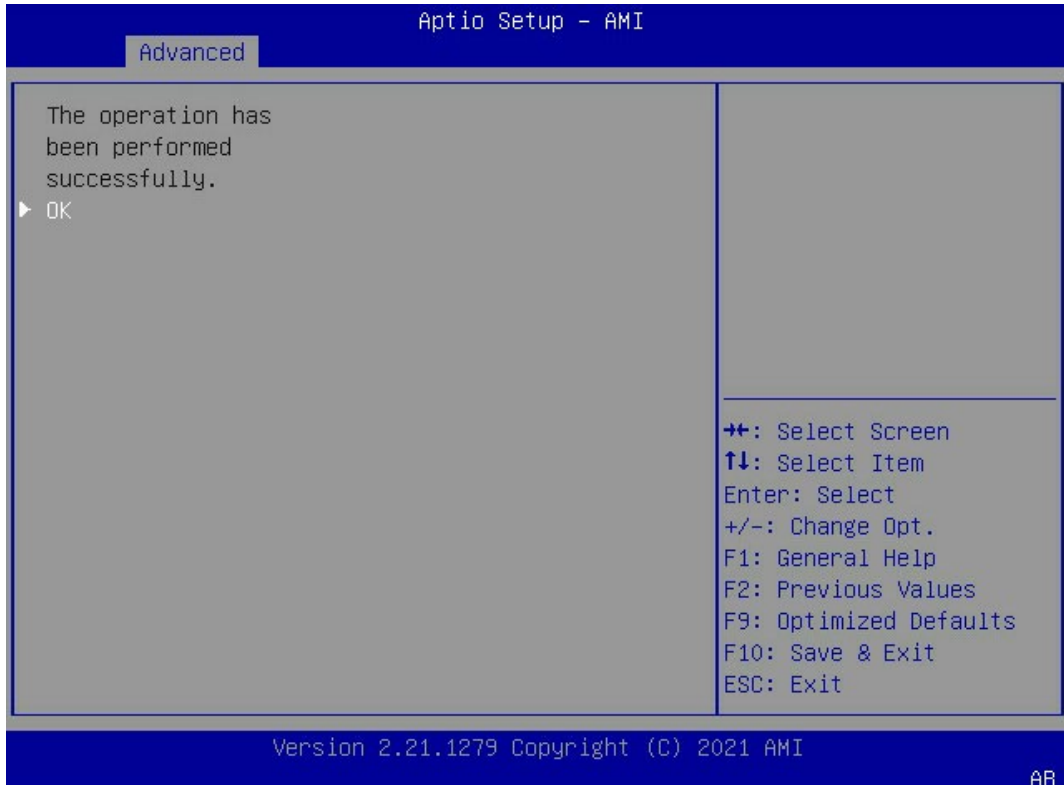 Aptio Setup – AMI
Advanced
The operation has
been performed
successfully.
▶ OK
→←: Select Screen
↑↓: Select Item
Enter: Select
+/-: Change Opt.
F1: General Help
F2: Previous Values
F9: Optimized Defaults
F10: Save & Exit
ESC: Exit
Version 2.21.1279 Copyright (C) 2021 AMI
AB